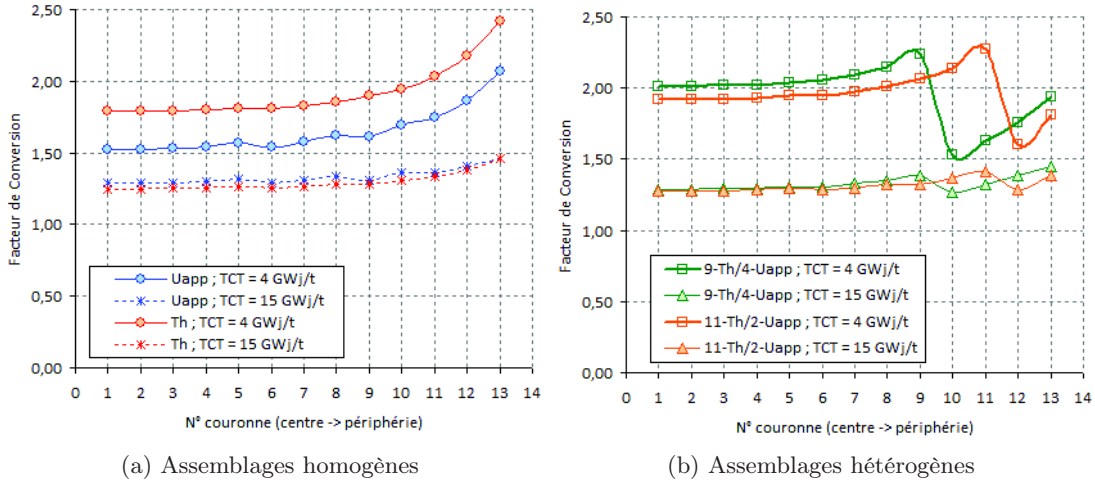 2,50
2,00
1,50
1,00
0,50
0,00
Facteur de Conversion
Uapp ; TCT = 4 GWj/t
Uapp ; TCT = 15 GWj/t
Th ; TCT = 4 GWj/t
Th ; TCT = 15 GWj/t
0 1 2 3 4 5 6 7 8 9 10 11 12 13 14
N° couronne (centre -> périphérie)
(a) Assemblages homogènes
2,50
2,00
1,50
1,00
0,50
0,00
Facteur de Conversion
9-Th/4-Uapp ; TCT = 4 GWj/t
9-Th/4-Uapp ; TCT = 15 GWj/t
11-Th/2-Uapp ; TCT = 4 GWj/t
11-Th/2-Uapp ; TCT = 15 GWj/t
0 1 2 3 4 5 6 7 8 9 10 11 12 13 14
N° couronne (centre -> périphérie)
(b) Assemblages hétérogènes